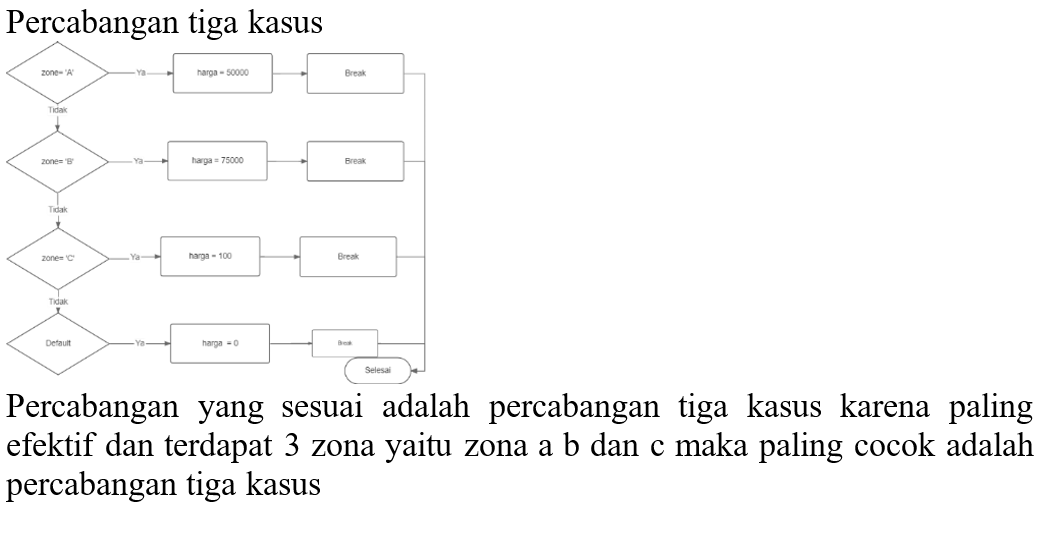 Percabangan tiga kasus
zone= 'A' Ya harga = 50000 Break
Tidak
zone= 'B' Ya harga = 75000 Break
Tidak
zone= 'C' Ya harga = 100 Break
Tidak
Default Ya harga = 0 Break
Selesai
Percabangan yang sesuai adalah percabangan tiga kasus karena paling
efektif dan terdapat 3 zona yaitu zona a b dan c maka paling cocok adalah
percabangan tiga kasus